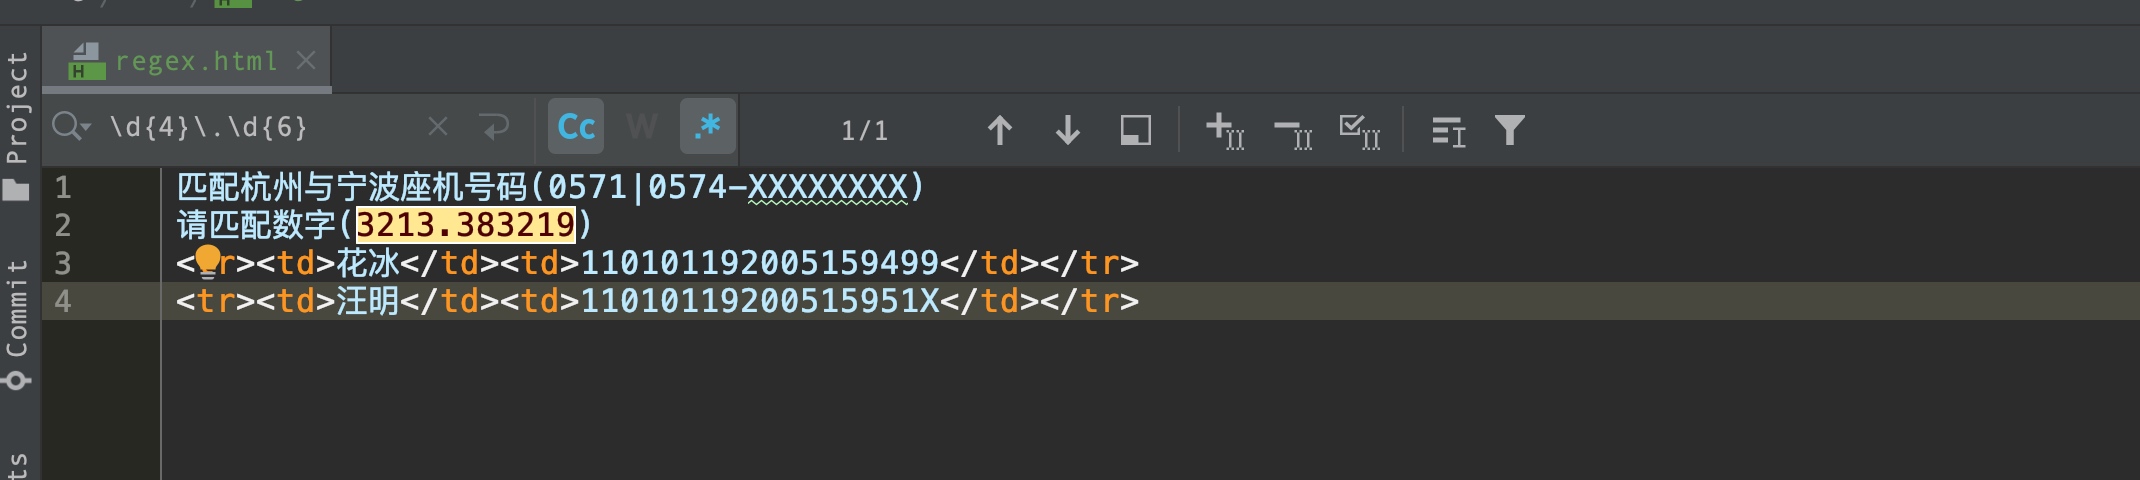 regex.html
\d{4}\.\d{6}
Cc
W
.*
1/1
Project
Commit
1 匹配杭州与宁波座机号码(0571|0574-XXXXXXXX)
2 请匹配数字(3213.383219)
3 <tr><td>花冰</td><td>110101192005159499</td></tr>
4 <tr><td>汪明</td><td>11010119200515951X</td></tr>
ts